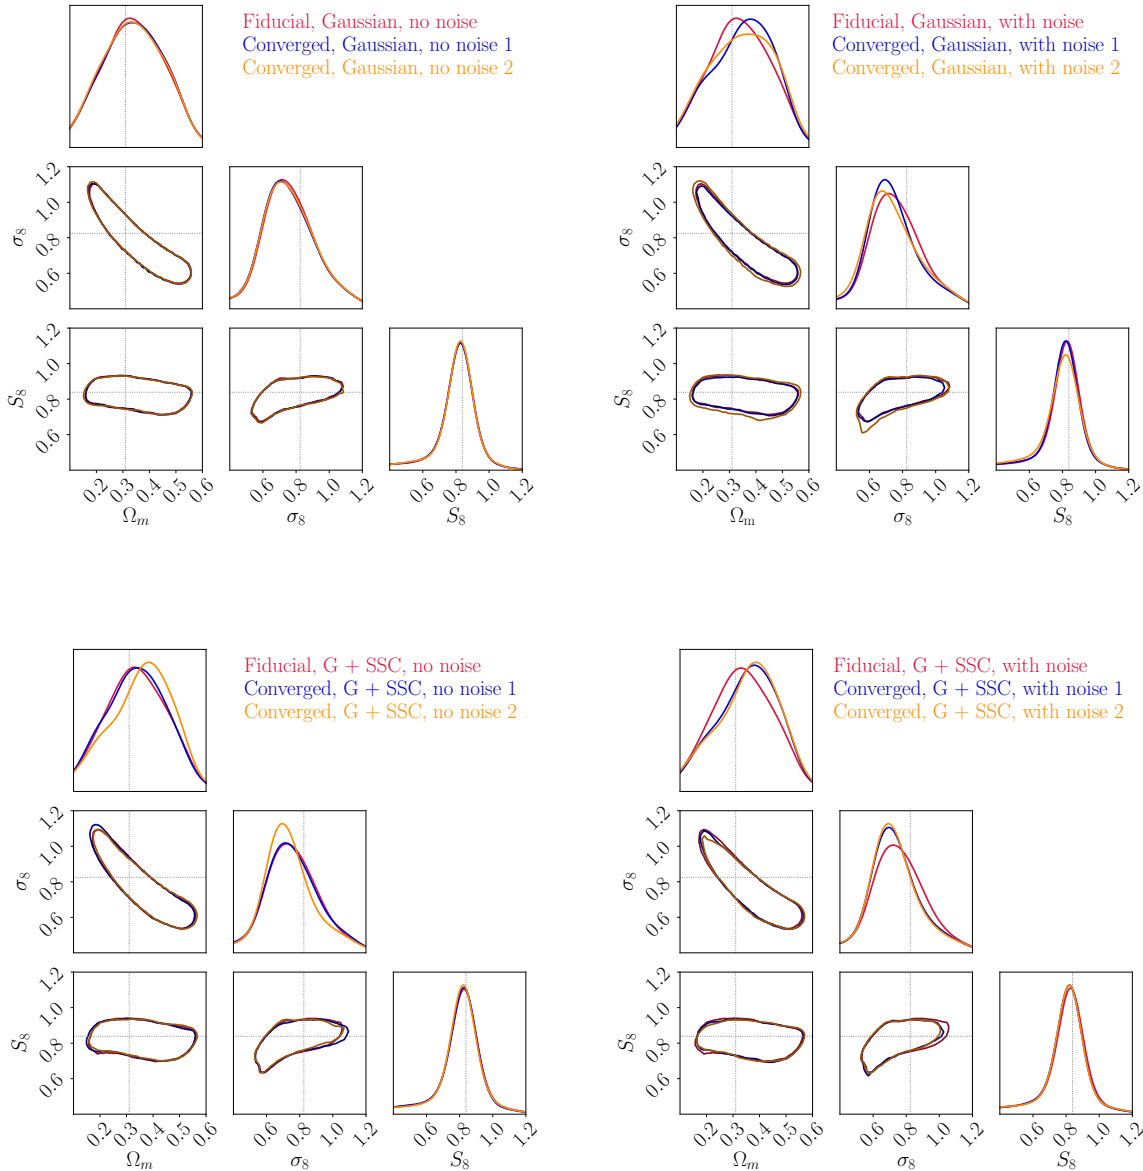 Fiducial, Gaussian, no noise
Converged, Gaussian, no noise 1
Converged, Gaussian, no noise 2
1.2
1.0
0.8
0.6
σ₈
1.2
1.0
0.8
0.6
S₈
0.2 0.3 0.4 0.5 0.6
0.6 0.8 1.0 1.2
0.6 0.8 1.0 1.2
Ωₘ σ₈ S₈
Fiducial, Gaussian, with noise
Converged, Gaussian, with noise 1
Converged, Gaussian, with noise 2
1.2
1.0
0.8
0.6
σ₈
1.2
1.0
0.8
0.6
S₈
0.2 0.3 0.4 0.5 0.6
0.6 0.8 1.0 1.2
0.6 0.8 1.0 1.2
Ωₘ σ₈ S₈
Fiducial, G + SSC, no noise
Converged, G + SSC, no noise 1
Converged, G + SSC, no noise 2
1.2
1.0
0.8
0.6
σ₈
1.2
1.0
0.8
0.6
S₈
0.2 0.3 0.4 0.5 0.6
0.6 0.8 1.0 1.2
0.6 0.8 1.0 1.2
Ωₘ σ₈ S₈
Fiducial, G + SSC, with noise
Converged, G + SSC, with noise 1
Converged, G + SSC, with noise 2
1.2
1.0
0.8
0.6
σ₈
1.2
1.0
0.8
0.6
S₈
0.2 0.3 0.4 0.5 0.6
0.6 0.8 1.0 1.2
0.6 0.8 1.0 1.2
Ωₘ σ₈ S₈